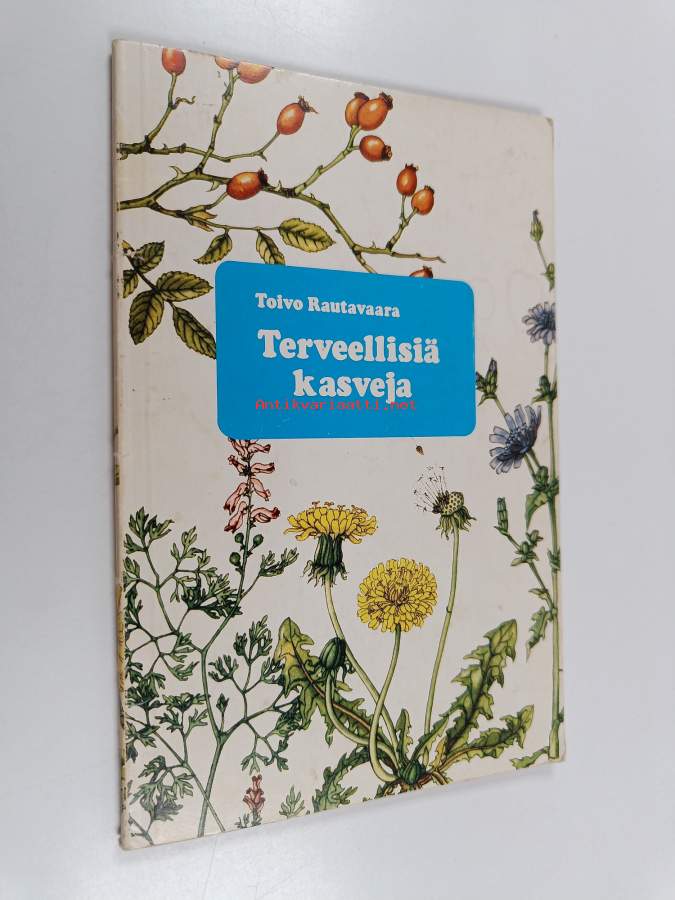 Toivo Rautavaara
Terveellisiä
kasveja
Antikvariaatti.net